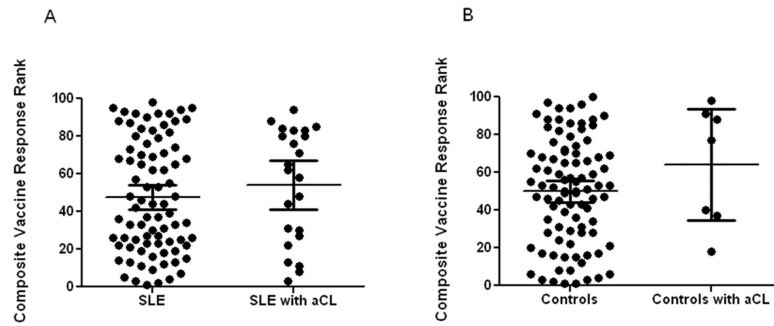 A
Composite Vaccine Response Rank
100
80
60
40
20
0
SLE
SLE with aCL
B
Composite Vaccine Response Rank
100
80
60
40
20
0
Controls
Controls with aCL